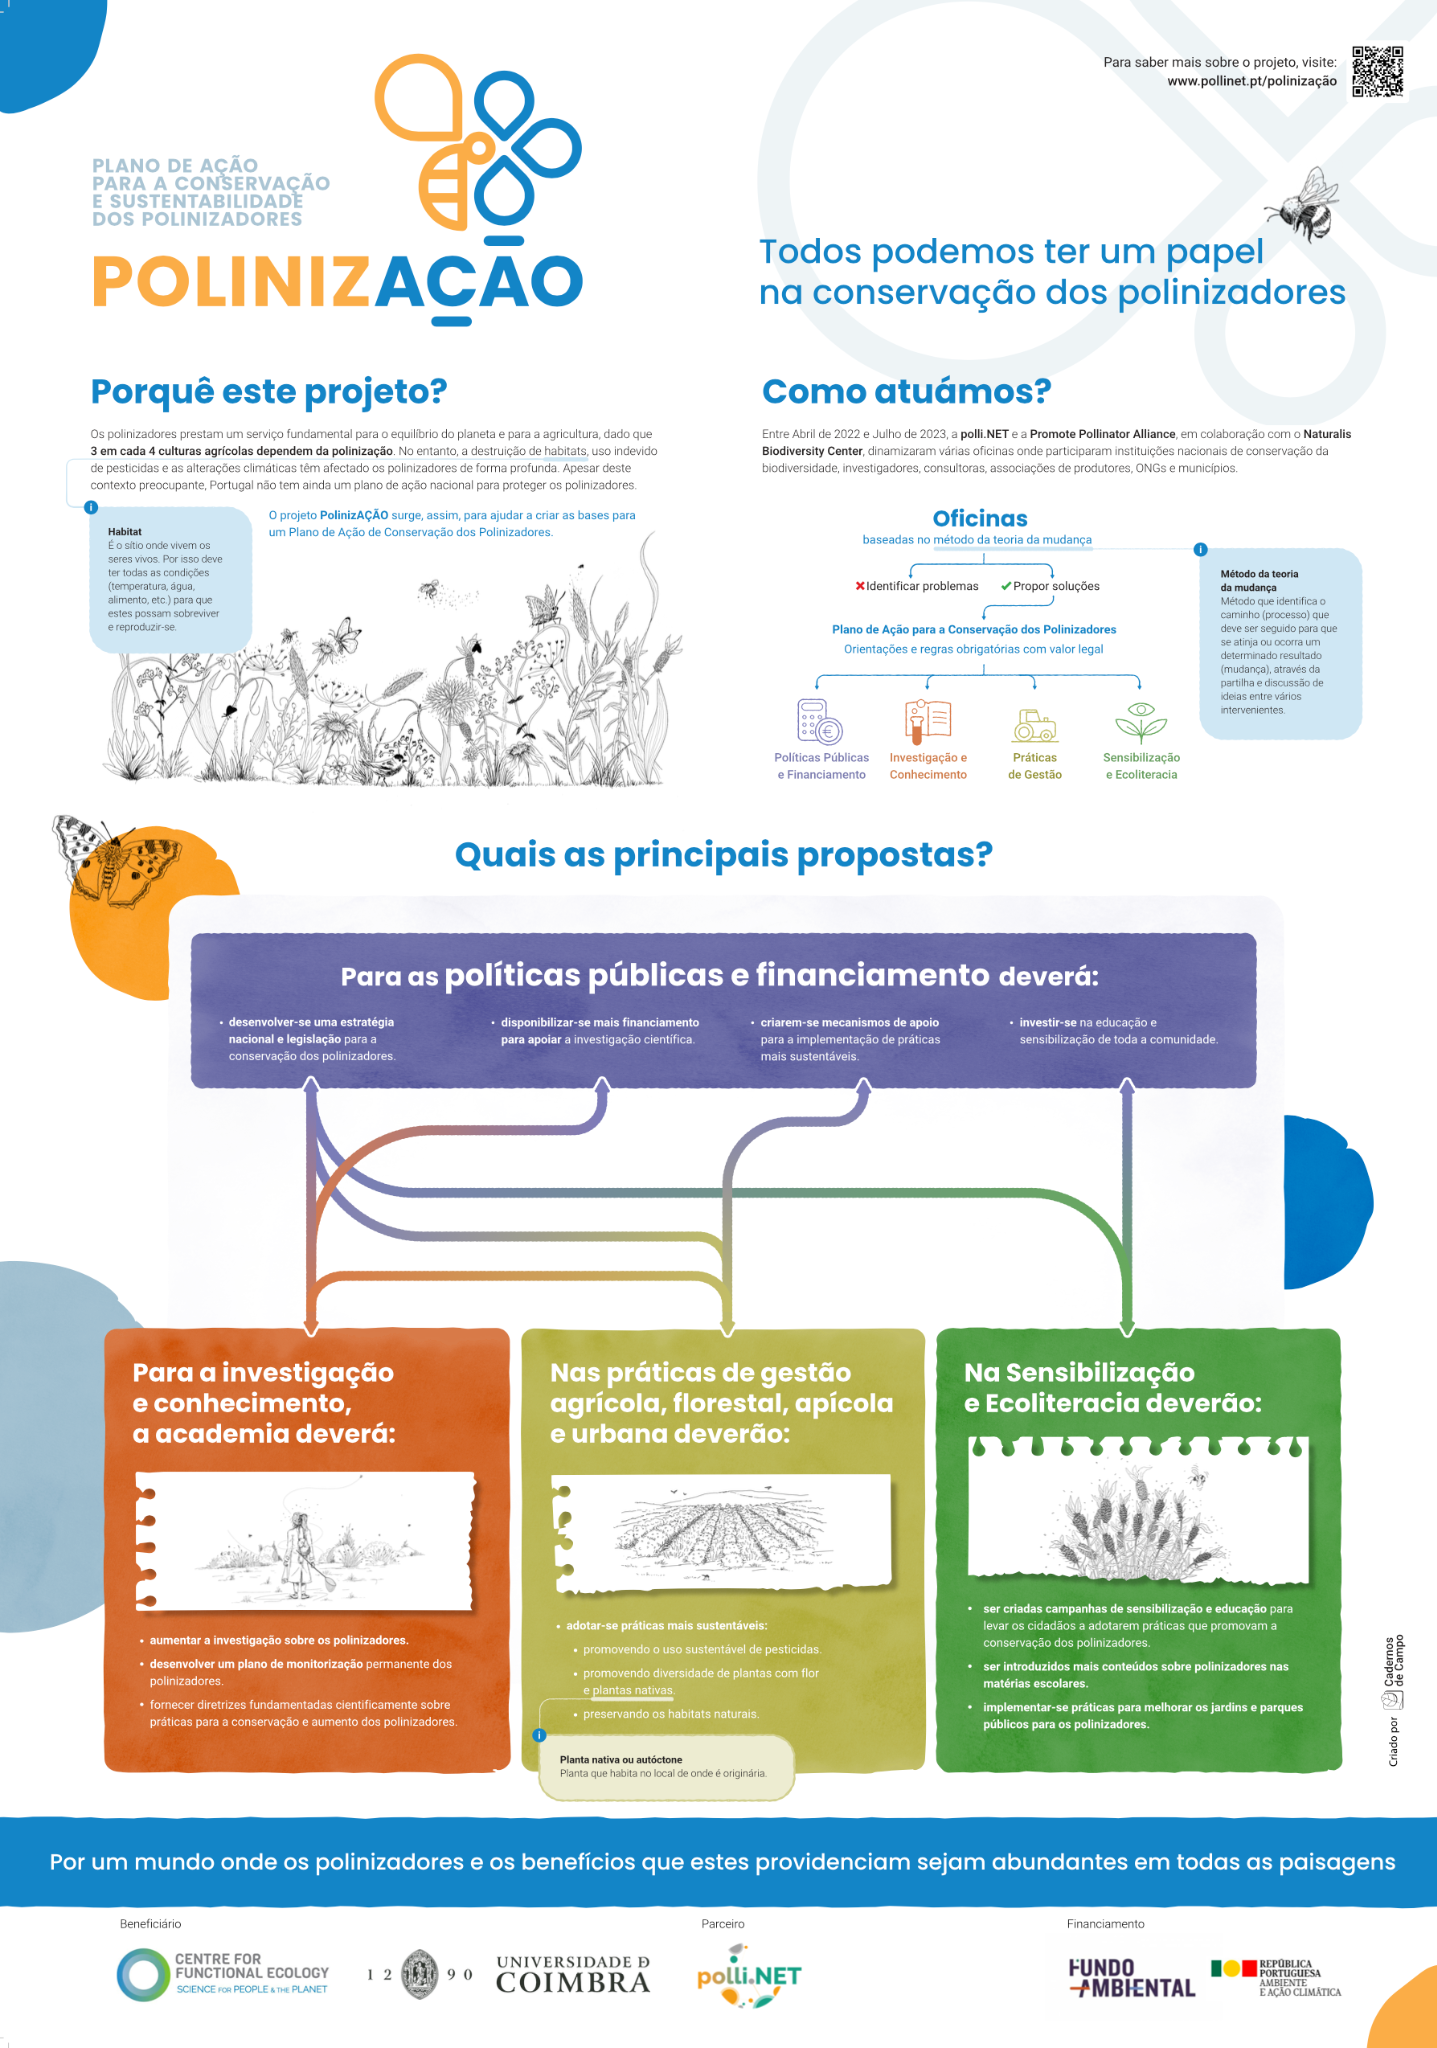 Para saber mais sobre o projeto, visite:
www.pollinet.pt/polinização
PLANO DE AÇÃO
PARA A CONSERVAÇÃO
E SUSTENTABILIDADE
DOS POLINIZADORES
POLINIZAÇÃO
Todos podemos ter um papel
na conservação dos polinizadores
Porquê este projeto?
Os polinizadores prestam um serviço fundamental para o equilíbrio do planeta e para a agricultura, dado que
3 em cada 4 culturas agrícolas dependem da polinização. No entanto, a destruição de habitats, uso indevido
de pesticidas e as alterações climáticas têm afectado os polinizadores de forma profunda. Apesar deste
contexto preocupante, Portugal não tem ainda um plano de ação nacional para proteger os polinizadores.
i
Habitat
É o sítio onde vivem os
seres vivos. Por isso deve
ter todas as condições
(temperatura, água,
alimento, etc.) para que
estes possam sobreviver
e reproduzir-se.
O projeto PolinizAÇÃO surge, assim, para ajudar a criar as bases para
um Plano de Ação de Conservação dos Polinizadores.
Como atuámos?
Entre Abril de 2022 e Julho de 2023, a polli.NET e a Promote Pollinator Alliance, em colaboração com o Naturalis
Biodiversity Center, dinamizaram várias oficinas onde participaram instituições nacionais de conservação da
biodiversidade, investigadores, consultoras, associações de produtores, ONGs e municípios.
Oficinas
baseadas no método da teoria da mudança
Identificar problemas
Propor soluções
Plano de Ação para a Conservação dos Polinizadores
Orientações e regras obrigatórias com valor legal
Políticas Públicas
e Financiamento
Investigação e
Conhecimento
Práticas
de Gestão
Sensibilização
e Ecoliteracia
i
Método da teoria
da mudança
Método que identifica o
caminho (processo) que
deve ser seguido para que
se atinja ou ocorra um
determinado resultado
(mudança), através da
partilha e discussão de
ideias entre vários
intervenientes.
Quais as principais propostas?
Para as políticas públicas e financiamento deverá:
• desenvolver-se uma estratégia
nacional e legislação para a
conservação dos polinizadores.
• disponibilizar-se mais financiamento
para apoiar a investigação científica.
• criarem-se mecanismos de apoio
para a implementação de práticas
mais sustentáveis.
• investir-se na educação e
sensibilização de toda a comunidade.
Para a investigação
e conhecimento,
a academia deverá:
• aumentar a investigação sobre os polinizadores.
• desenvolver um plano de monitorização permanente dos
polinizadores.
• fornecer diretrizes fundamentadas cientificamente sobre
práticas para a conservação e aumento dos polinizadores.
Nas práticas de gestão
agrícola, florestal, apícola
e urbana deverão:
• adotar-se práticas mais sustentáveis:
• promovendo o uso sustentável de pesticidas.
• promovendo diversidade de plantas com flor
e plantas nativas.
• preservando os habitats naturais.
i
Planta nativa ou autóctone
Planta que habita no local de onde é originária.
Na Sensibilização
e Ecoliteracia deverão:
• ser criadas campanhas de sensibilização e educação para
levar os cidadãos a adotarem práticas que promovam a
conservação dos polinizadores.
• ser introduzidos mais conteúdos sobre polinizadores nas
matérias escolares.
• implementar-se práticas para melhorar os jardins e parques
públicos para os polinizadores.
Criado por
Cadernos
de Campo
Por um mundo onde os polinizadores e os benefícios que estes providenciam sejam abundantes em todas as paisagens
Beneficiário
CENTRE FOR
FUNCTIONAL ECOLOGY
SCIENCE FOR PEOPLE & THE PLANET
1 2 9 0
UNIVERSIDADE D
COIMBRA
Parceiro
polli.NET
Financiamento
FUNDO
AMBIENTAL
REPÚBLICA
PORTUGUESA
AMBIENTE
E AÇÃO CLIMÁTICA